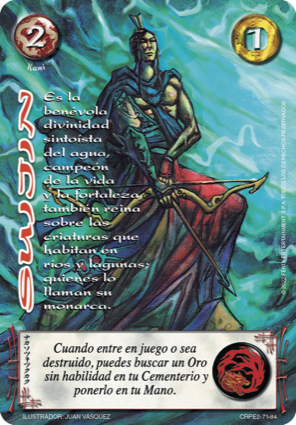 2
1
Kami
SUIJIN
Es la
benévola
divinidad
sintoísta
del agua,
campeón
de la vida
y la fortaleza
también reina
sobre las
criaturas que
habitan en
ríos y lagunas;
quienes lo
llaman su
monarca.
Cuando entre en juego o sea
destruido, puedes buscar un Oro
sin habilidad en tu Cementerio y
ponerlo en tu Mano.
ILUSTRADOR: JUAN VÁSQUEZ
CRPE2-71-84